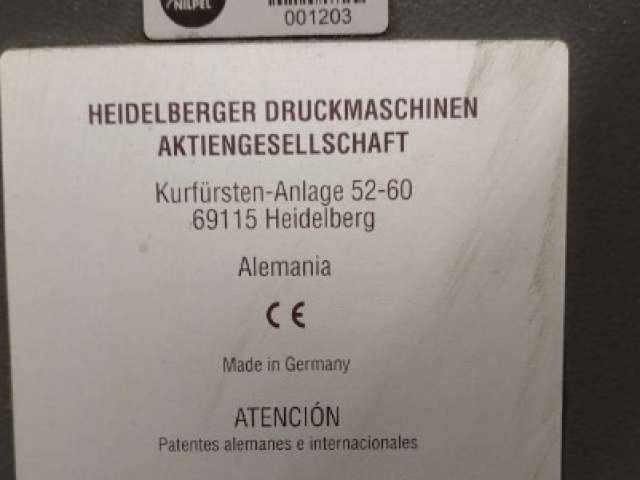 NILPEL
001203
HEIDELBERGER DRUCKMASCHINEN
AKTIENGESELLSCHAFT
Kurfürsten-Anlage 52-60
69115 Heidelberg
Alemania
CE
Made in Germany
ATENCIÓN
Patentes alemanes e internacionales